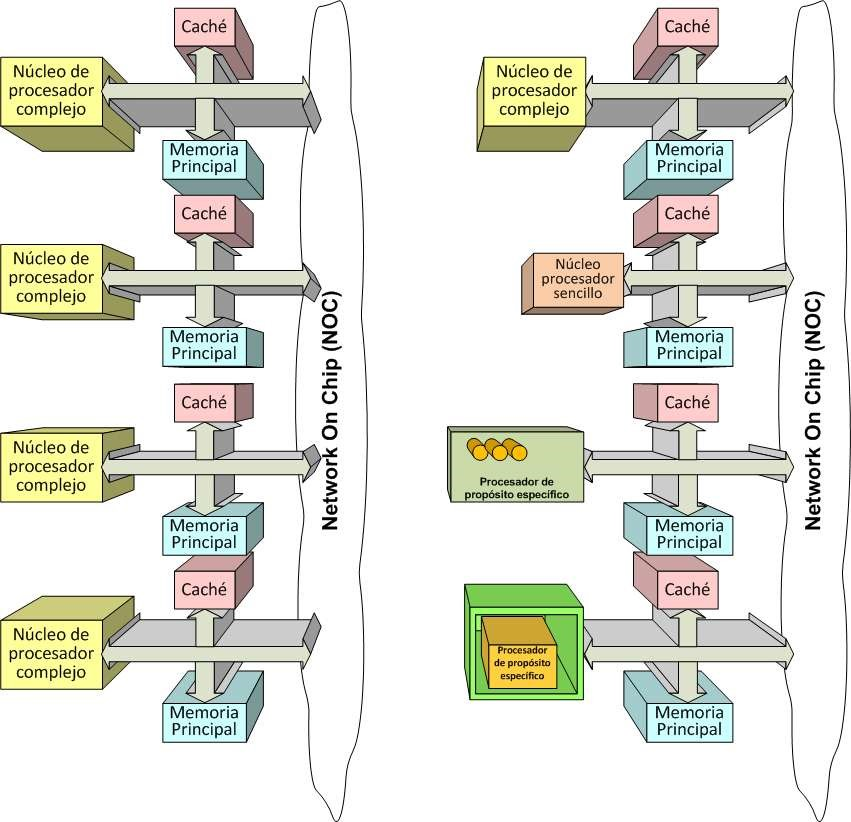 Caché
Núcleo de
procesador
complejo
Memoria
Principal
Caché
Núcleo de
procesador
complejo
Memoria
Principal
Caché
Núcleo de
procesador
complejo
Memoria
Principal
Caché
Núcleo de
procesador
complejo
Memoria
Principal
Network On Chip (NOC)
Caché
Núcleo de
procesador
complejo
Memoria
Principal
Caché
Núcleo
procesador
sencillo
Memoria
Principal
Caché
Procesador de
propósito específico
Memoria
Principal
Caché
Procesador
de propósito
específico
Memoria
Principal
Network On Chip (NOC)